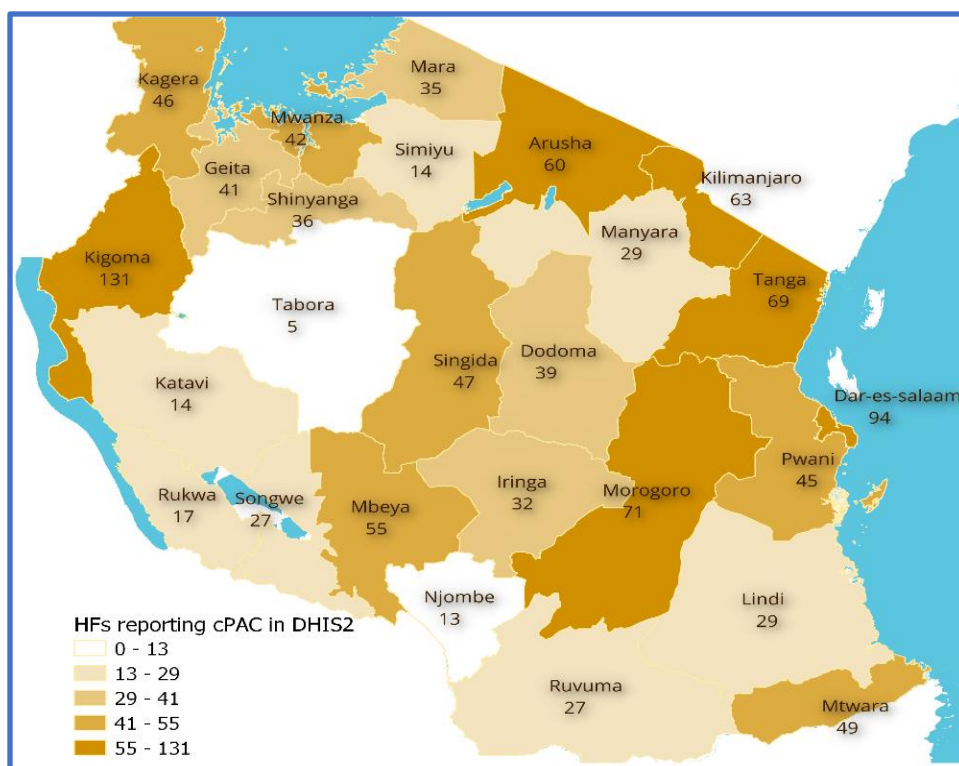 Mara
35
Kagera
46
Mwanza
42
Simiyu
14
Arusha
60
Geita
41
Kilimanjaro
63
Shinyanga
36
Manyara
29
Kigoma
131
Tabora
5
Tanga
69
Singida
47
Dodoma
39
Katavi
14
Dar-es-salaam
94
Pwani
45
Rukwa
17
Songwe
27
Mbeya
55
Iringa
32
Morogoro
71
Njombe
13
Lindi
29
Ruvuma
27
Mtwara
49
HFs reporting cPAC in DHIS2
0 - 13
13 - 29
29 - 41
41 - 55
55 - 131